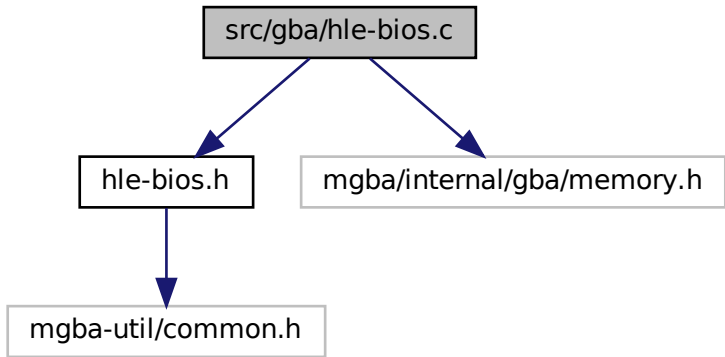 src/gba/hle-bios.c
hle-bios.h
mgba/internal/gba/memory.h
mgba-util/common.h